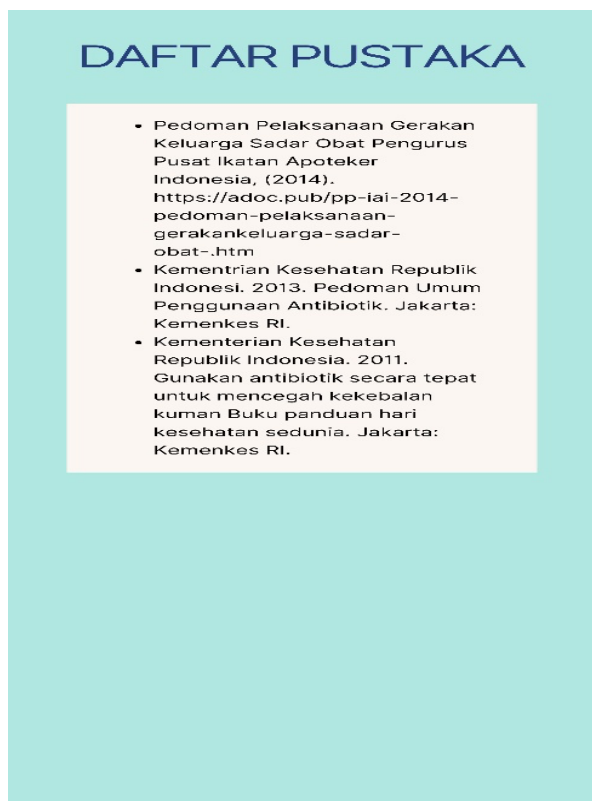 DAFTAR PUSTAKA
• Pedoman Pelaksanaan Gerakan
Keluarga Sadar Obat Pengurus
Pusat Ikatan Apoteker
Indonesia, (2014).
https://adoc.pub/pp-iai-2014-
pedoman-pelaksanaan-
gerakankeluarga-sadar-
obat-.htm
• Kementrian Kesehatan Republik
Indonesi. 2013. Pedoman Umum
Penggunaan Antibiotik. Jakarta:
Kemenkes RI.
• Kementerian Kesehatan
Republik Indonesia. 2011.
Gunakan antibiotik secara tepat
untuk mencegah kekebalan
kuman Buku panduan hari
kesehatan sedunia. Jakarta:
Kemenkes RI.